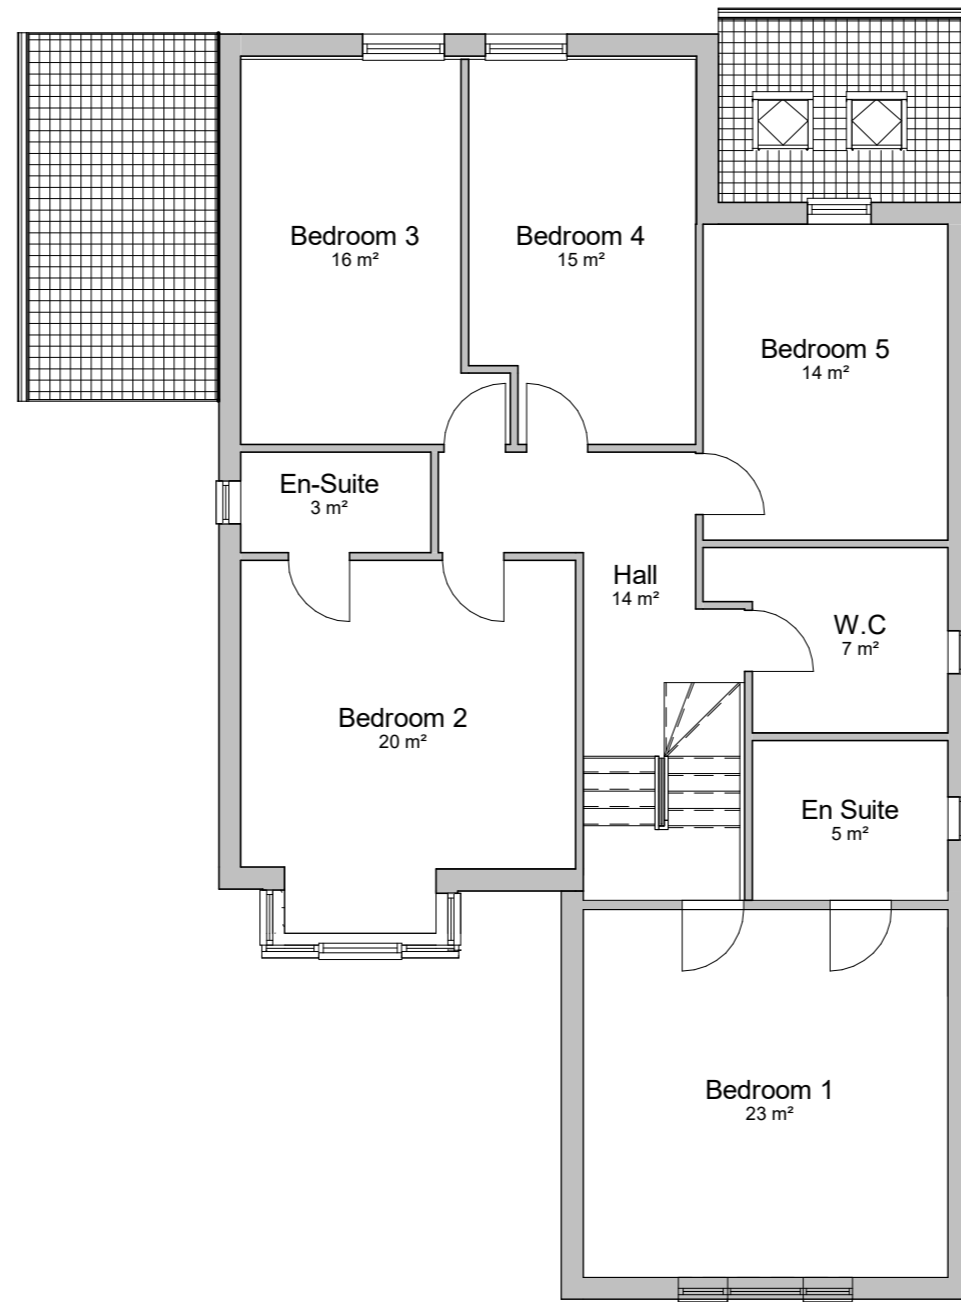 Bedroom 3
16 m²
Bedroom 4
15 m²
Bedroom 5
14 m²
En-Suite
3 m²
Hall
14 m²
W.C
7 m²
Bedroom 2
20 m²
En Suite
5 m²
Bedroom 1
23 m²